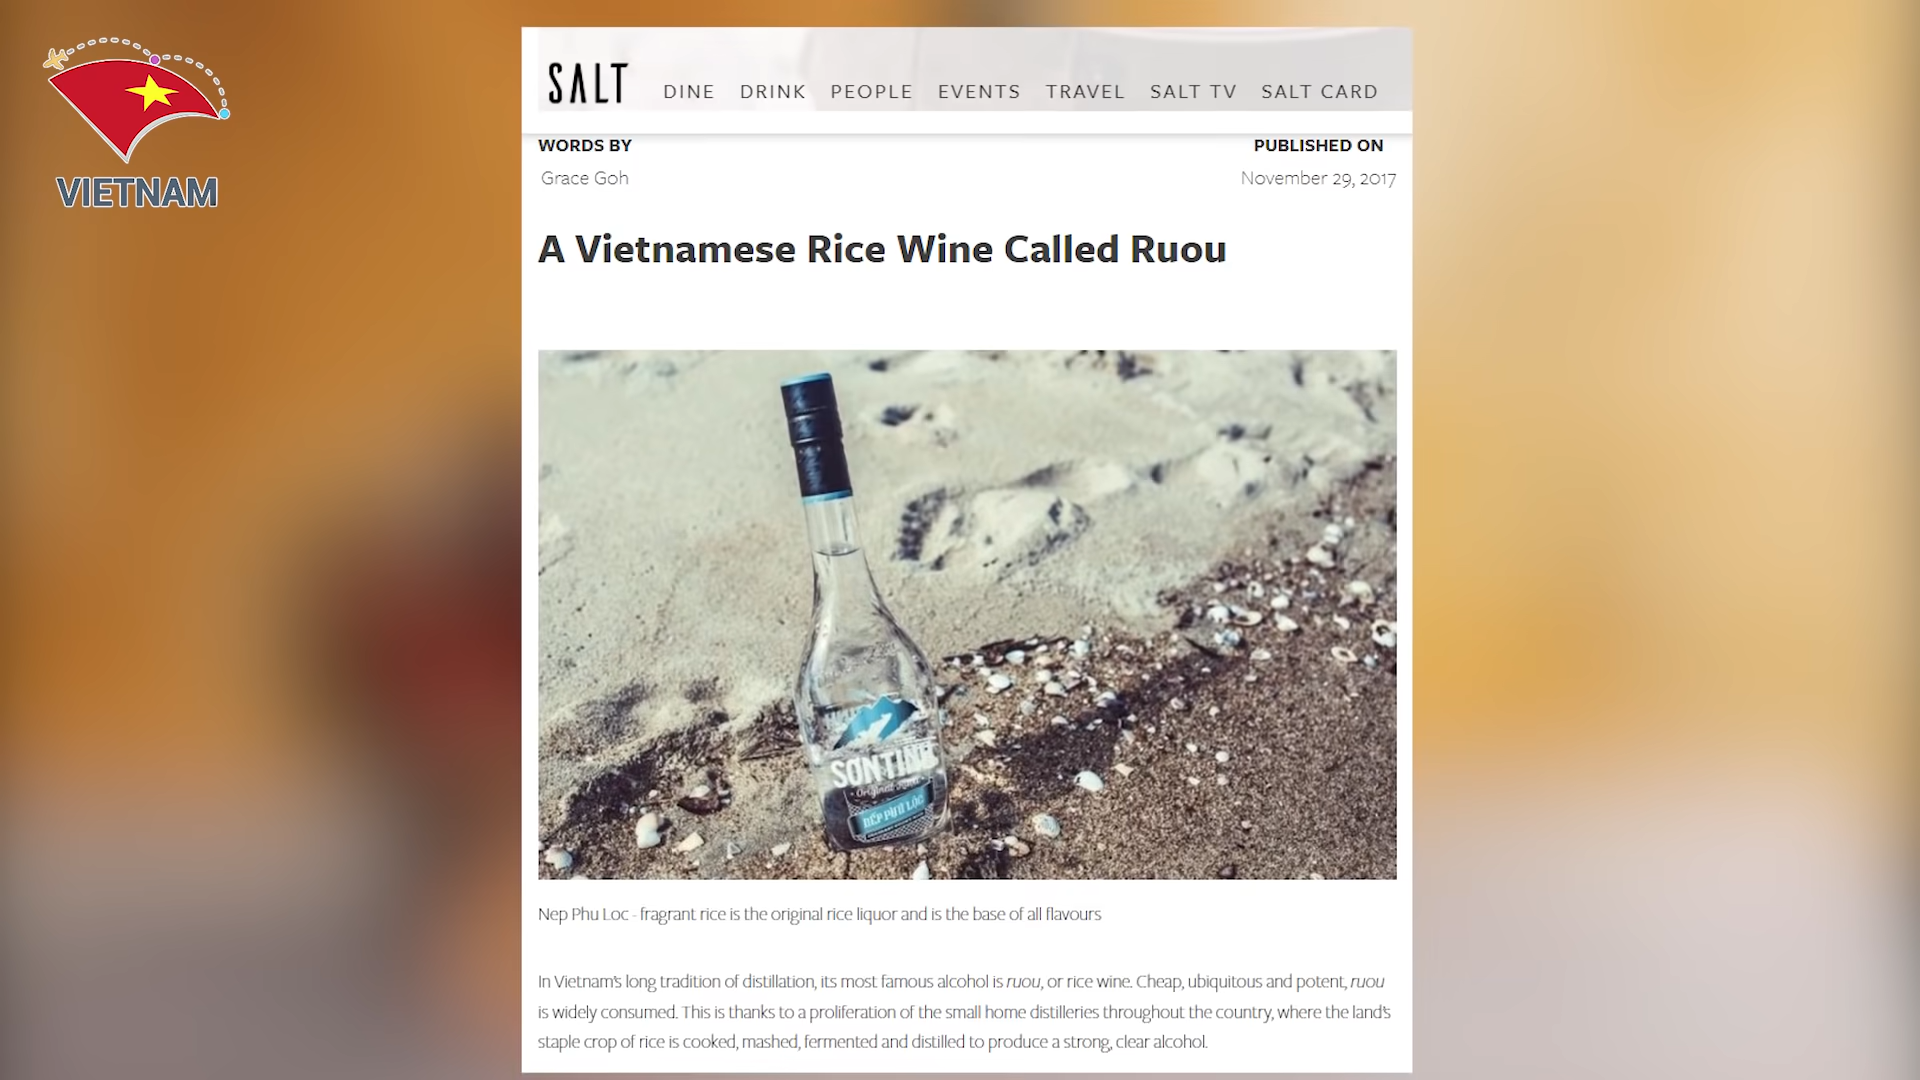 VIETNAM
SALT DINE DRINK PEOPLE EVENTS TRAVEL SALT TV SALT CARD
WORDS BY PUBLISHED ON
Grace Goh November 29, 2017
A Vietnamese Rice Wine Called Ruou
SƠN TINH
NẾP PHÚ LỘC
Nep Phu Loc - fragrant rice is the original rice liquor and is the base of all flavours
In Vietnam's long tradition of distillation, its most famous alcohol is ruou, or rice wine. Cheap, ubiquitous and potent, ruou
is widely consumed. This is thanks to a proliferation of the small home distilleries throughout the country, where the land's
staple crop of rice is cooked, mashed, fermented and distilled to produce a strong, clear alcohol.